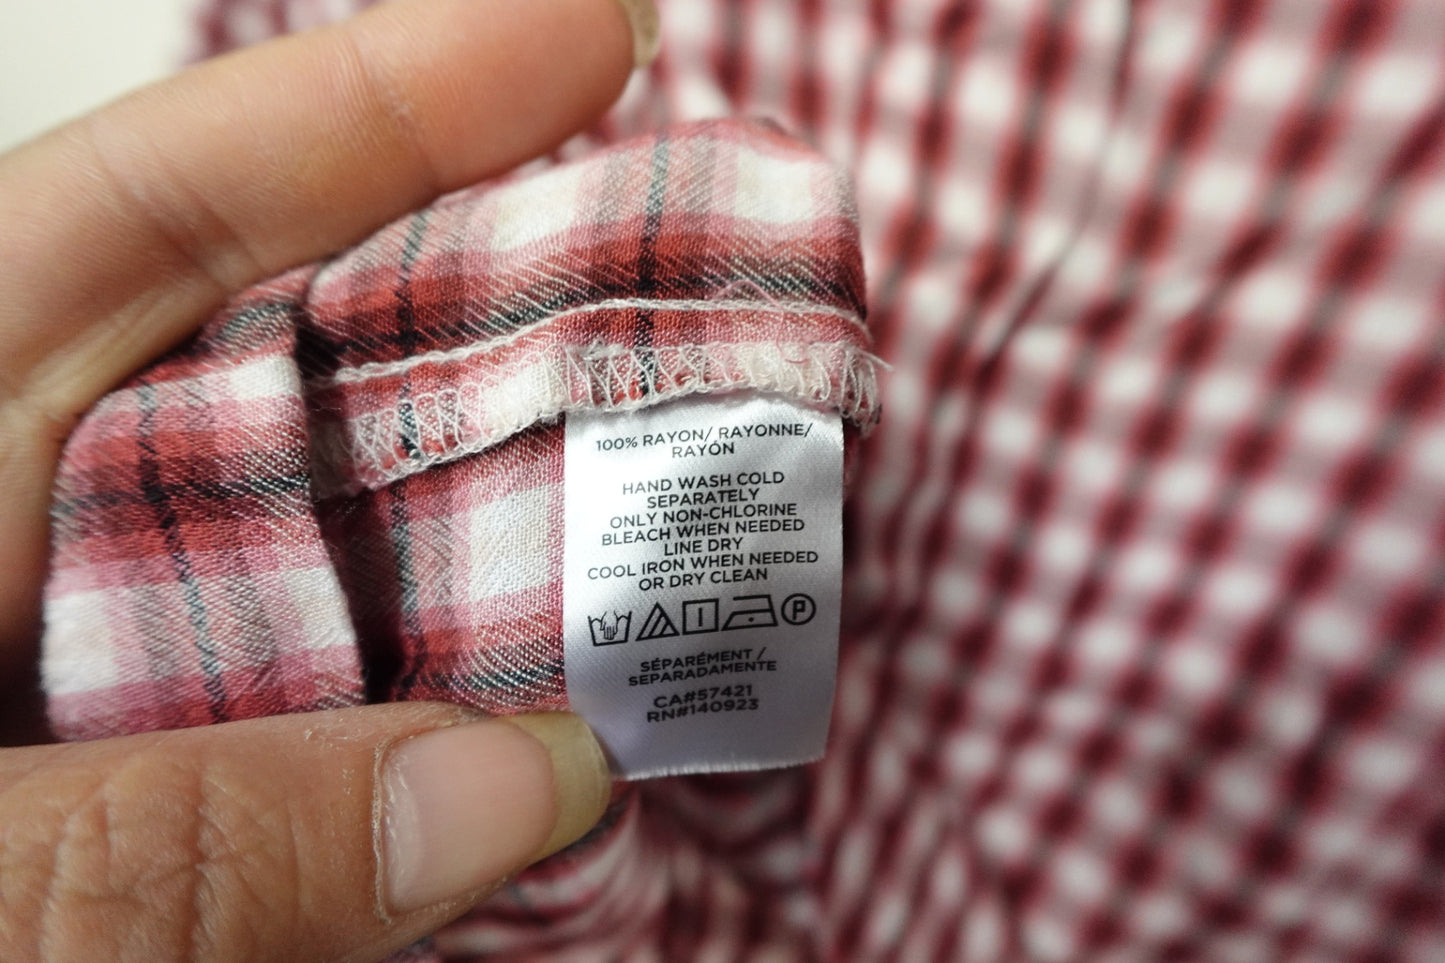 100% RAYON/ RAYONNE/
RAYÓN
HAND WASH COLD
SEPARATELY
ONLY NON-CHLORINE
BLEACH WHEN NEEDED
LINE DRY
COOL IRON WHEN NEEDED
OR DRY CLEAN
P
SÉPARÉMENT /
SEPARADAMENTE
CA#57421
RN#140923